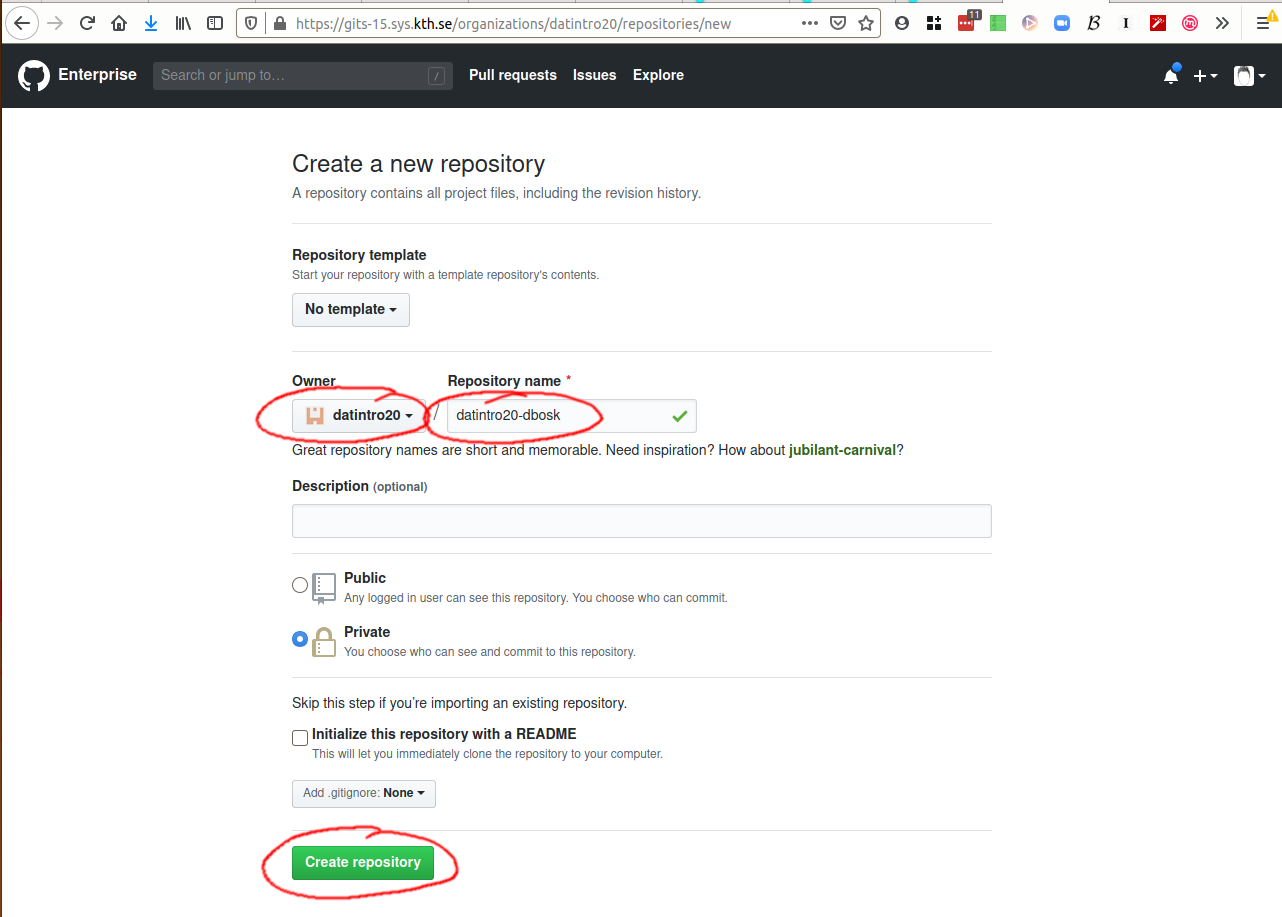 https://gits-15.sys.kth.se/organizations/datintro20/repositories/new
11
Enterprise
Search or jump to…
/
Pull requests
Issues
Explore
Create a new repository
A repository contains all project files, including the revision history.
Repository template
Start your repository with a template repository's contents.
No template
Owner
Repository name *
datintro20
/
datintro20-dbosk
Great repository names are short and memorable. Need inspiration? How about jubilant-carnival?
Description (optional)
Public
Any logged in user can see this repository. You choose who can commit.
Private
You choose who can see and commit to this repository.
Skip this step if you’re importing an existing repository.
Initialize this repository with a README
This will let you immediately clone the repository to your computer.
Add .gitignore: None
Create repository